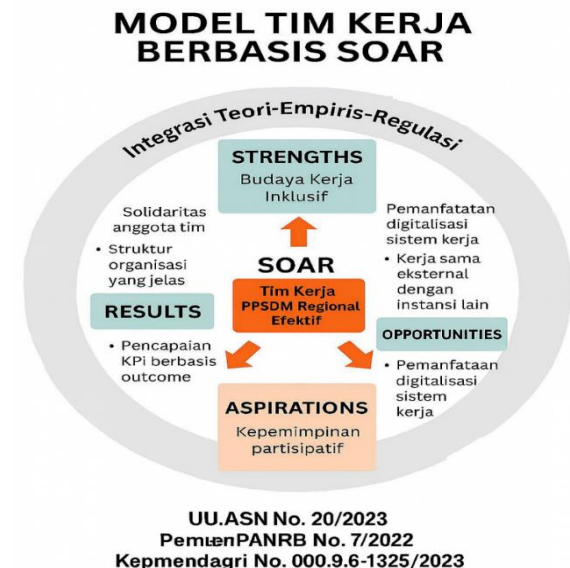 MODEL TIM KERJA
BERBASIS SOAR
Integrasi Teori-Empiris-Regulasi
STRENGTHS
Budaya Kerja
Inklusif
Solidaritas
anggota tim
• Struktur
organisasi
yang jelas
Pemanfatatan
digitalisasi
sistem kerja
• Kerja sama
eksternal
dengan
instansi lain
SOAR
Tim Kerja
PPSDM Regional
Efektif
RESULTS
OPPORTUNITIES
• Pencapaian
KPi berbasis
outcome
• Pemanfataan
digitalisasi
sistem
kerja
ASPIRATIONS
Kepemimpinan
partisipatif
UU.ASN No. 20/2023
PemuenPANRB No. 7/2022
Kepmendagri No. 000.9.6-1325/2023